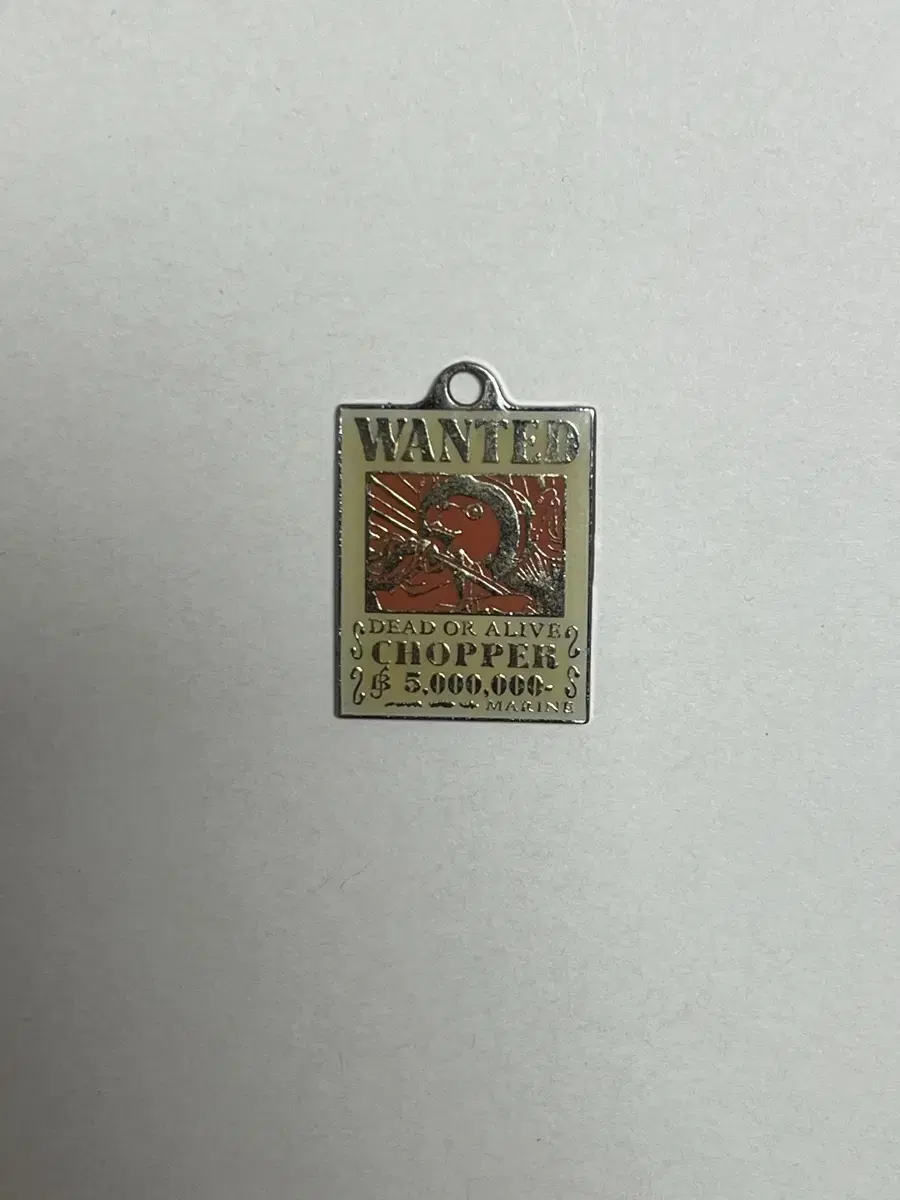 WANTED
DEAD OR ALIVE
CHOPPER
฿ 5,000,000-
MARINE